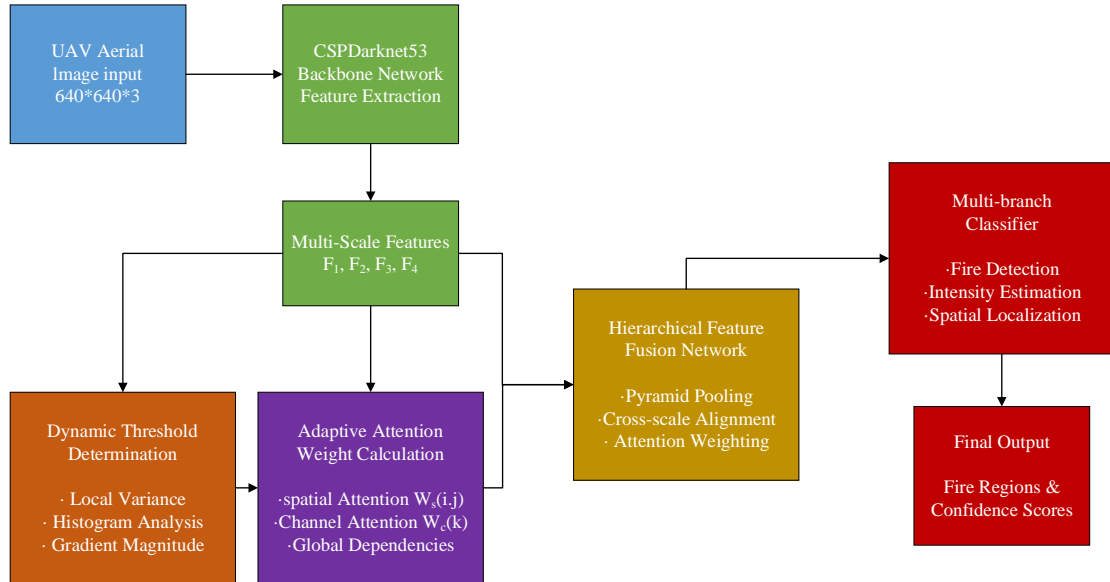 UAV Aerial
Image input
640*640*3
CSPDarknet53
Backbone Network
Feature Extraction
Multi-Scale Features
F₁, F₂, F₃, F₄
Dynamic Threshold
Determination
· Local Variance
· Histogram Analysis
· Gradient Magnitude
Adaptive Attention
Weight Calculation
·spatial Attention Wₛ(i.j)
·Channel Attention W_c(k)
·Global Dependencies
Hierarchical Feature
Fusion Network
·Pyramid Pooling
·Cross-scale Alignment
· Attention Weighting
Multi-branch
Classifier
·Fire Detection
·Intensity Estimation
·Spatial Localization
Final Output
Fire Regions &
Confidence Scores